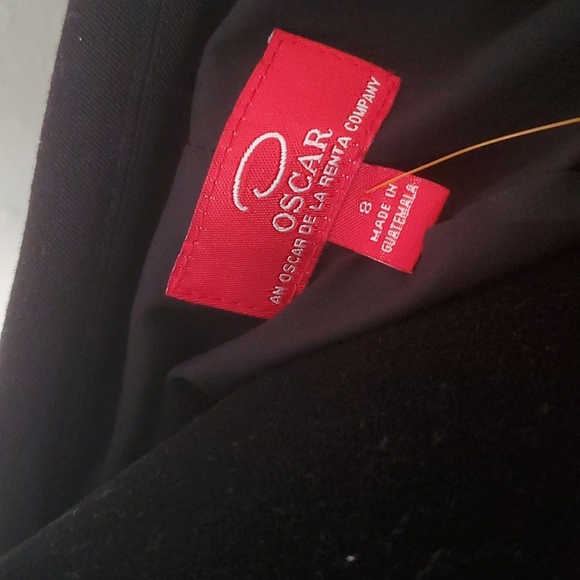 OSCAR
AN OSCAR DE LA RENTA COMPANY
8
MADE IN
GUATEMALA